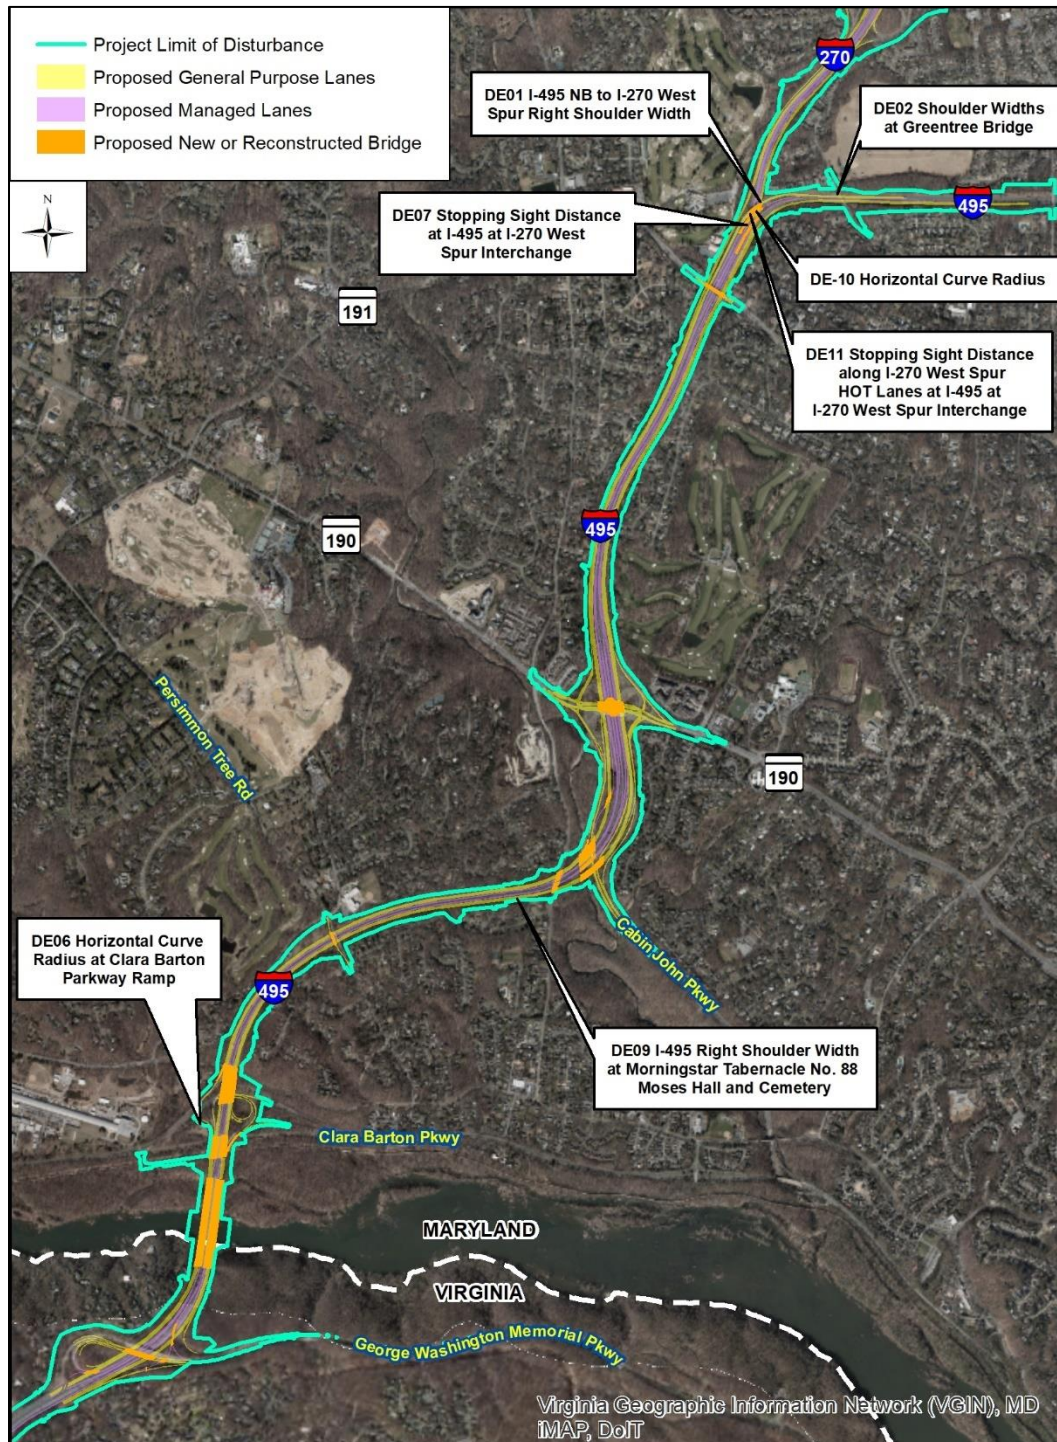 Project Limit of Disturbance
Proposed General Purpose Lanes
Proposed Managed Lanes
Proposed New or Reconstructed Bridge
N
270
DE01 I-495 NB to I-270 West
Spur Right Shoulder Width
DE02 Shoulder Widths
at Greentree Bridge
495
DE07 Stopping Sight Distance
at I-495 at I-270 West
Spur Interchange
DE-10 Horizontal Curve Radius
191
DE11 Stopping Sight Distance
along I-270 West Spur
HOT Lanes at I-495 at
I-270 West Spur Interchange
495
190
Persimmon Tree Rd
190
Cabin John Pkwy
DE06 Horizontal Curve
Radius at Clara Barton
Parkway Ramp
495
DE09 I-495 Right Shoulder Width
at Morningstar Tabernacle No. 88
Moses Hall and Cemetery
Clara Barton Pkwy
MARYLAND
VIRGINIA
George Washington Memorial Pkwy
Virginia Geographic Information Network (VGIN), MD
iMAP, DoIT